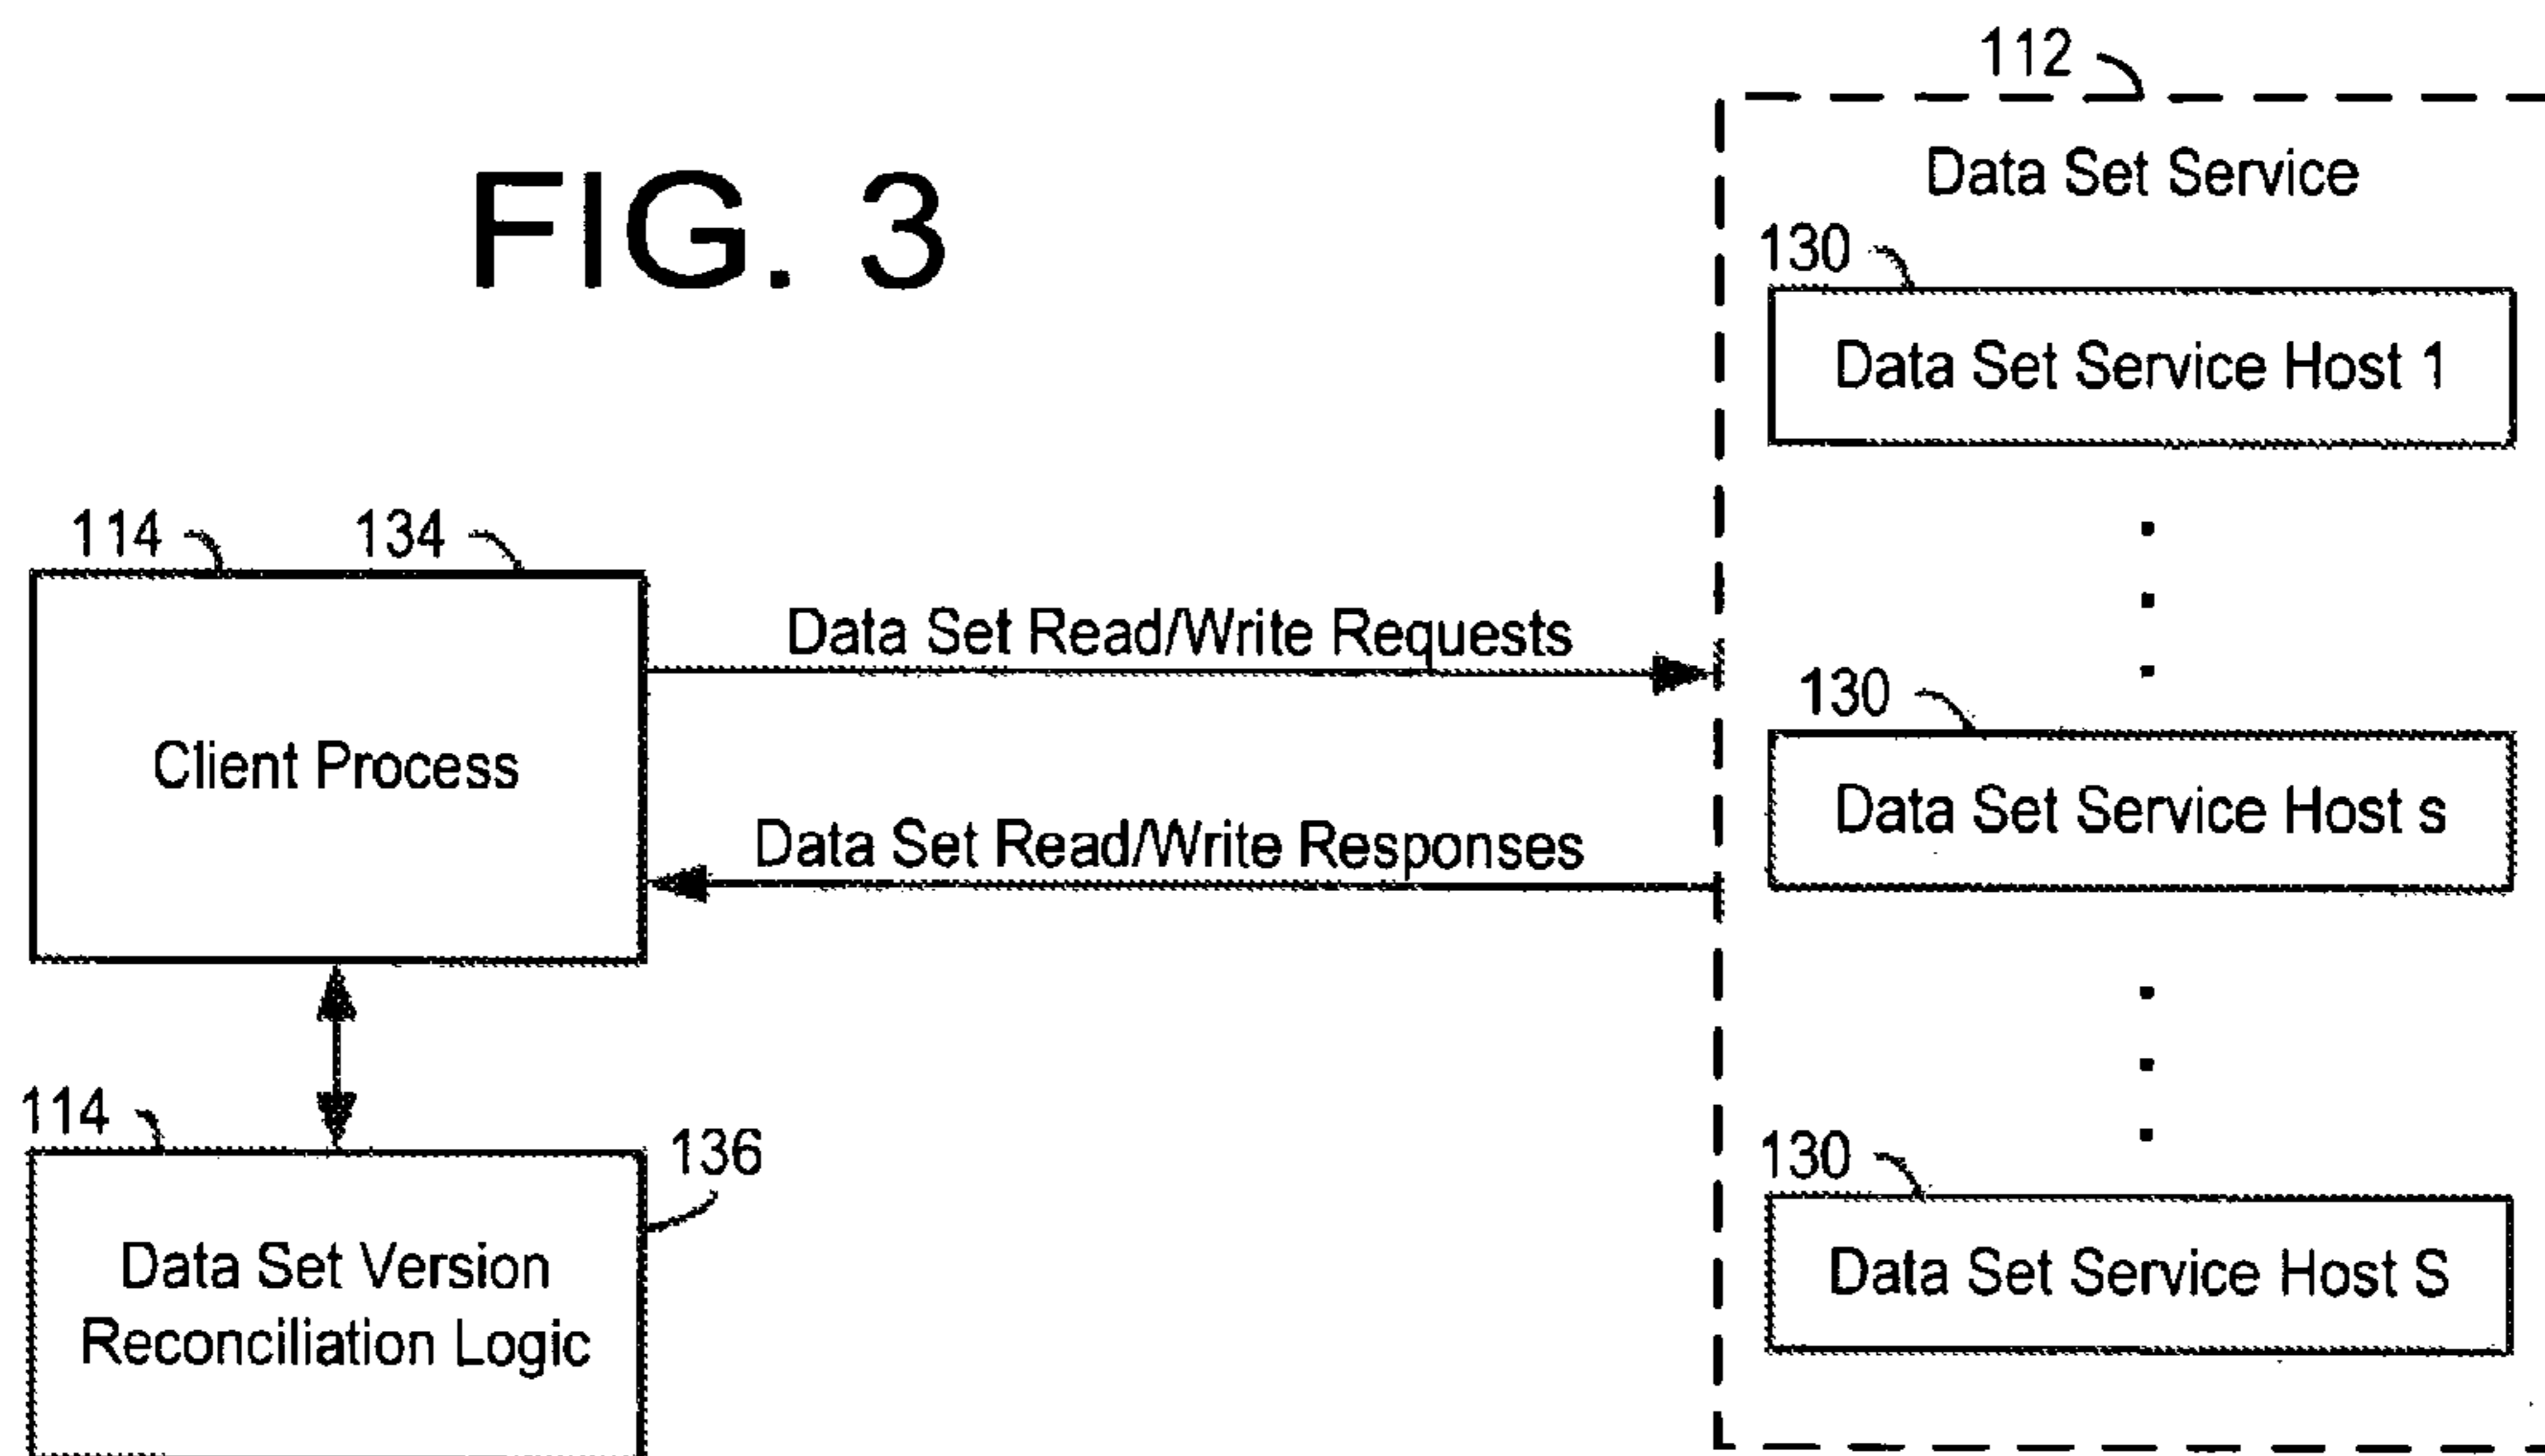 FIG. 3
112
Data Set Service
130
Data Set Service Host 1
114
134
Client Process
Data Set Read/Write Requests
Data Set Read/Write Responses
130
Data Set Service Host s
114
136
Data Set Version
Reconciliation Logic
130
Data Set Service Host S